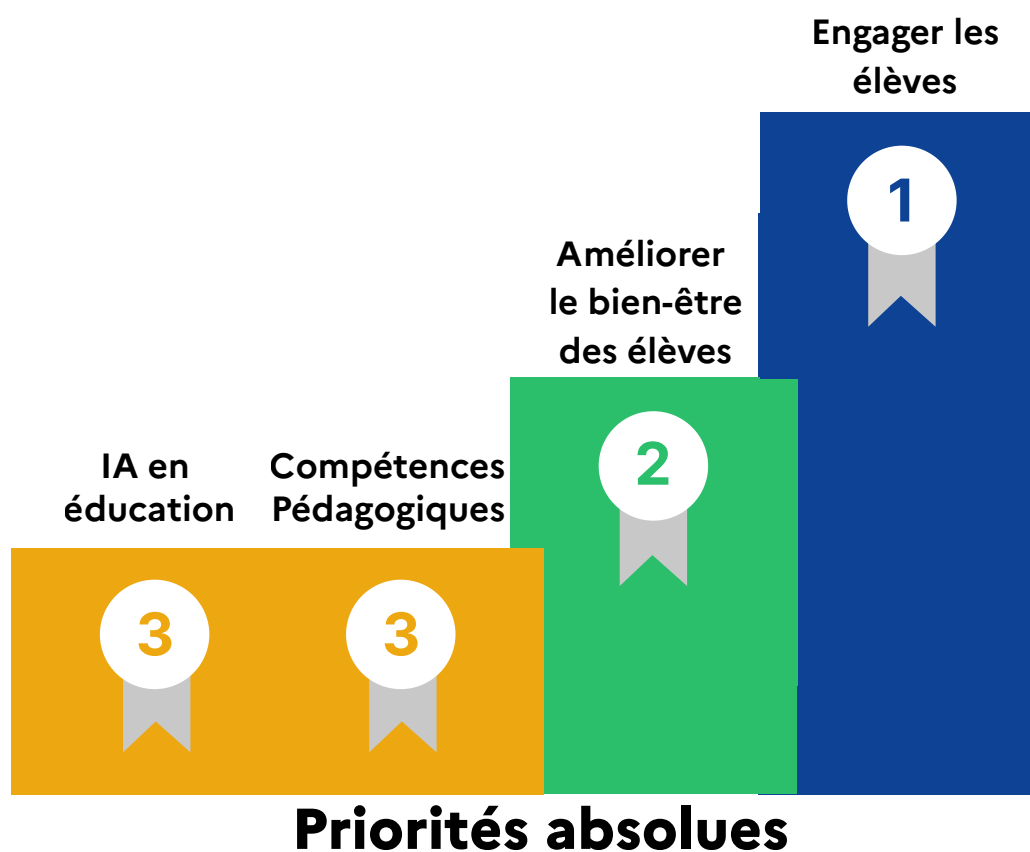 Engager les
élèves
1
Améliorer
le bien-être
des élèves
2
IA en
éducation
3
Compétences
Pédagogiques
3
Priorités absolues